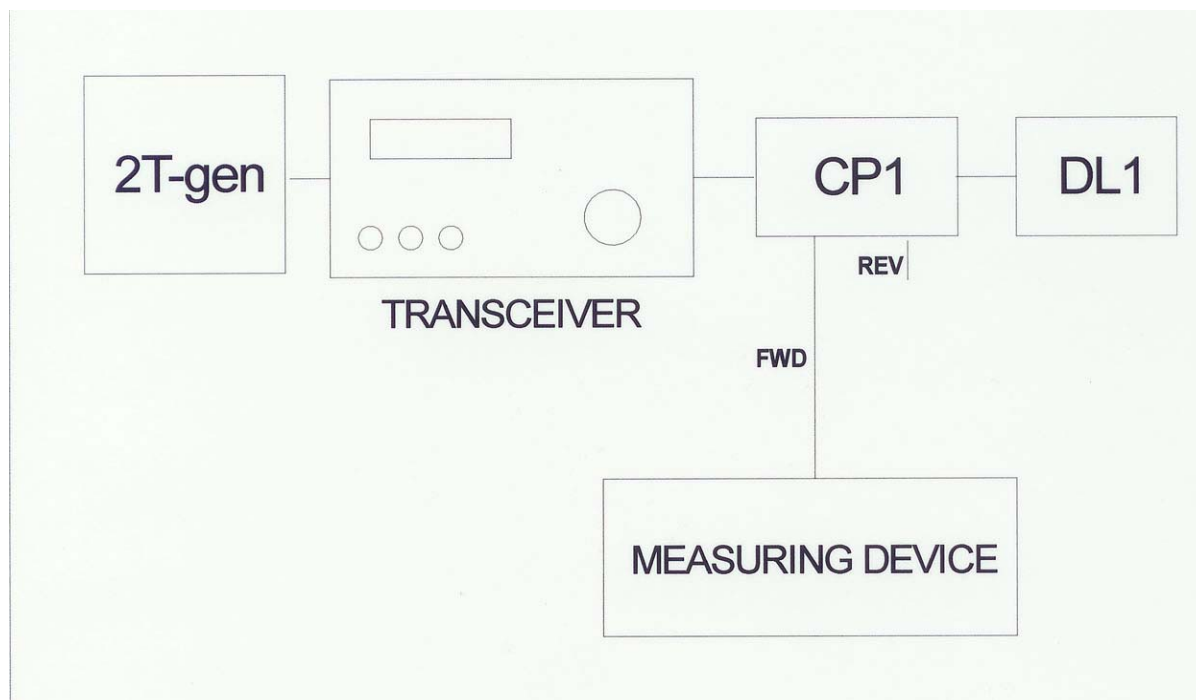 2T-gen
CP1
DL1
REV
TRANSCEIVER
FWD
MEASURING DEVICE